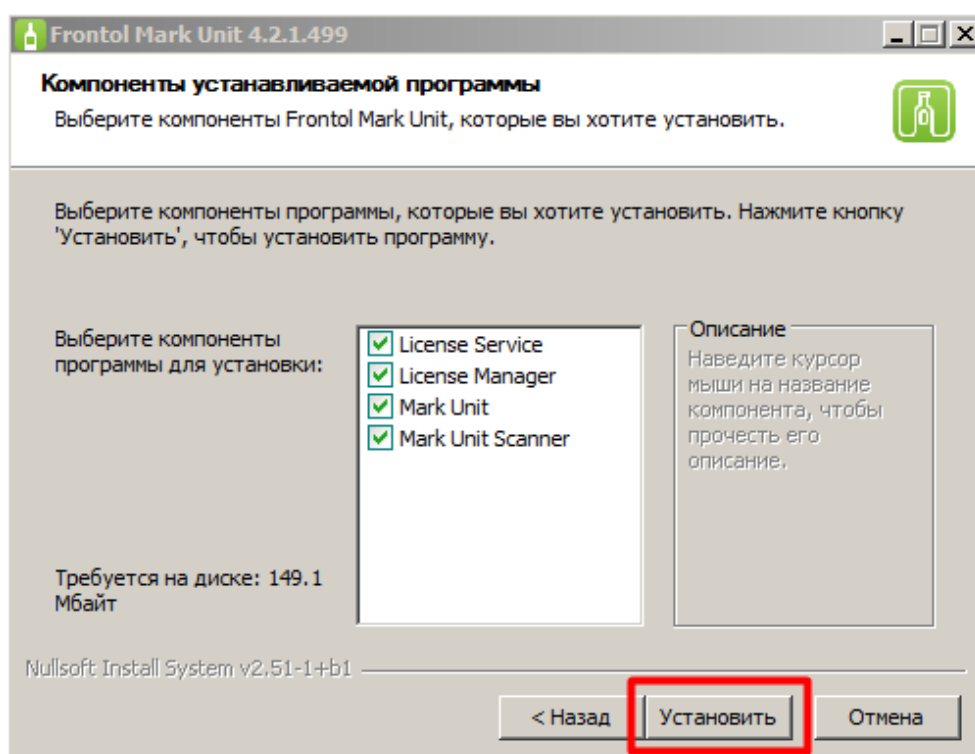 Frontol Mark Unit 4.2.1.499
Компоненты устанавливаемой программы
Выберите компоненты Frontol Mark Unit, которые вы хотите установить.
Выберите компоненты программы, которые вы хотите установить. Нажмите кнопку
'Установить', чтобы установить программу.
Выберите компоненты
программы для установки:
License Service
License Manager
Mark Unit
Mark Unit Scanner
Описание
Наведите курсор
мыши на название
компонента, чтобы
прочесть его
описание.
Требуется на диске: 149.1
Мбайт
Nullsoft Install System v2.51-1+b1
< Назад
Установить
Отмена